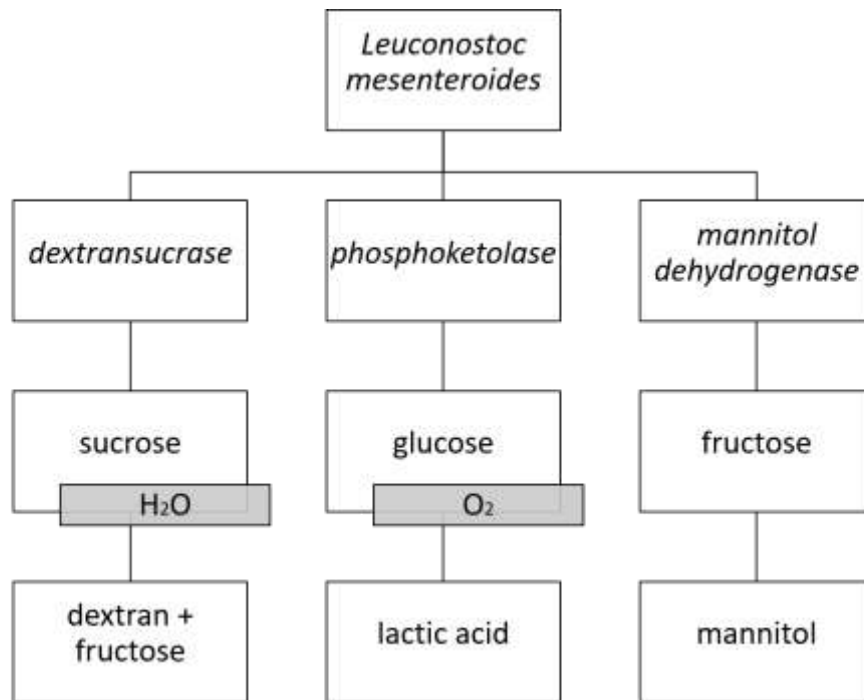 Leuconostoc
mesenteroides
dextransucrase
phosphoketolase
mannitol
dehydrogenase
sucrose
H₂O
glucose
O₂
fructose
dextran +
fructose
lactic acid
mannitol